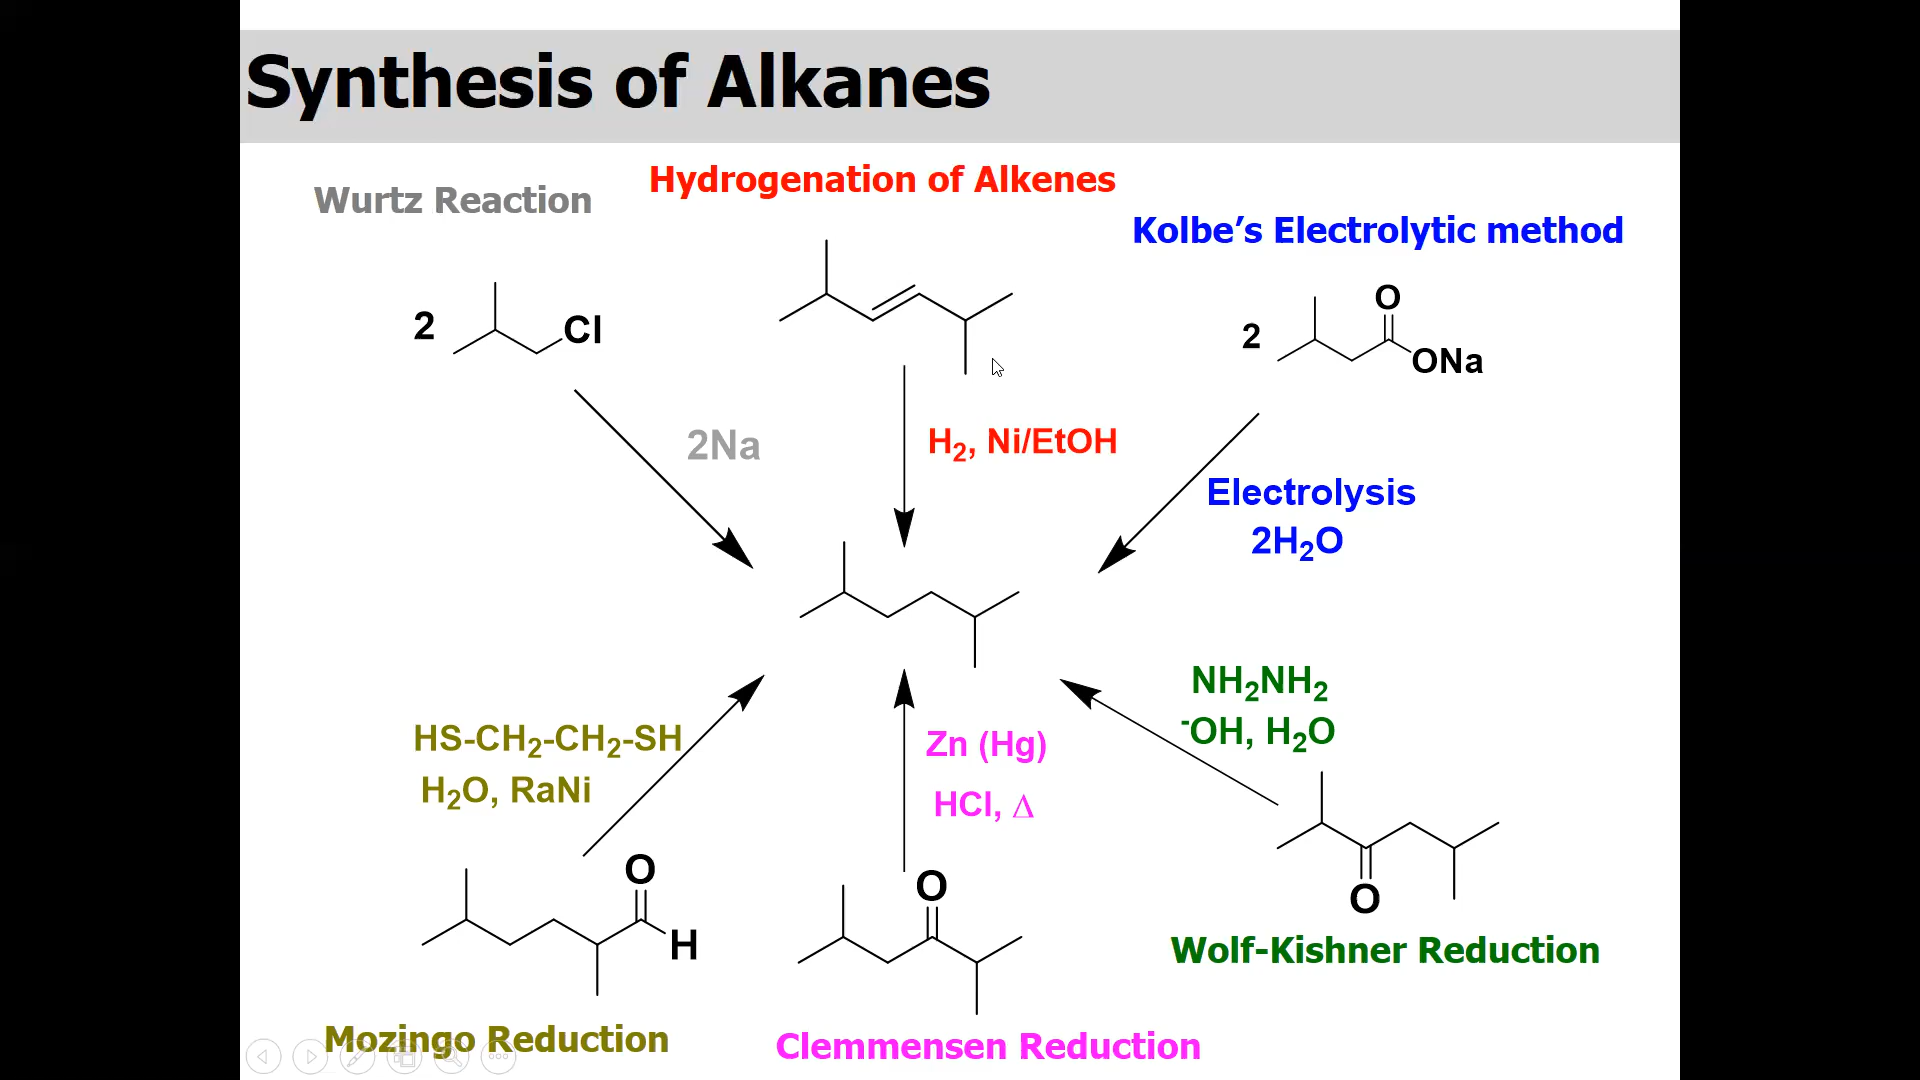 Synthesis of Alkanes
Wurtz Reaction
Hydrogenation of Alkenes
Kolbe’s Electrolytic method
2
Cl
2
O
ONa
2Na
H₂, Ni/EtOH
Electrolysis
2H₂O
HS-CH₂-CH₂-SH
H₂O, RaNi
Zn (Hg)
HCl, Δ
NH₂NH₂
⁻OH, H₂O
O
H
O
O
Mozingo Reduction
Clemmensen Reduction
Wolf-Kishner Reduction